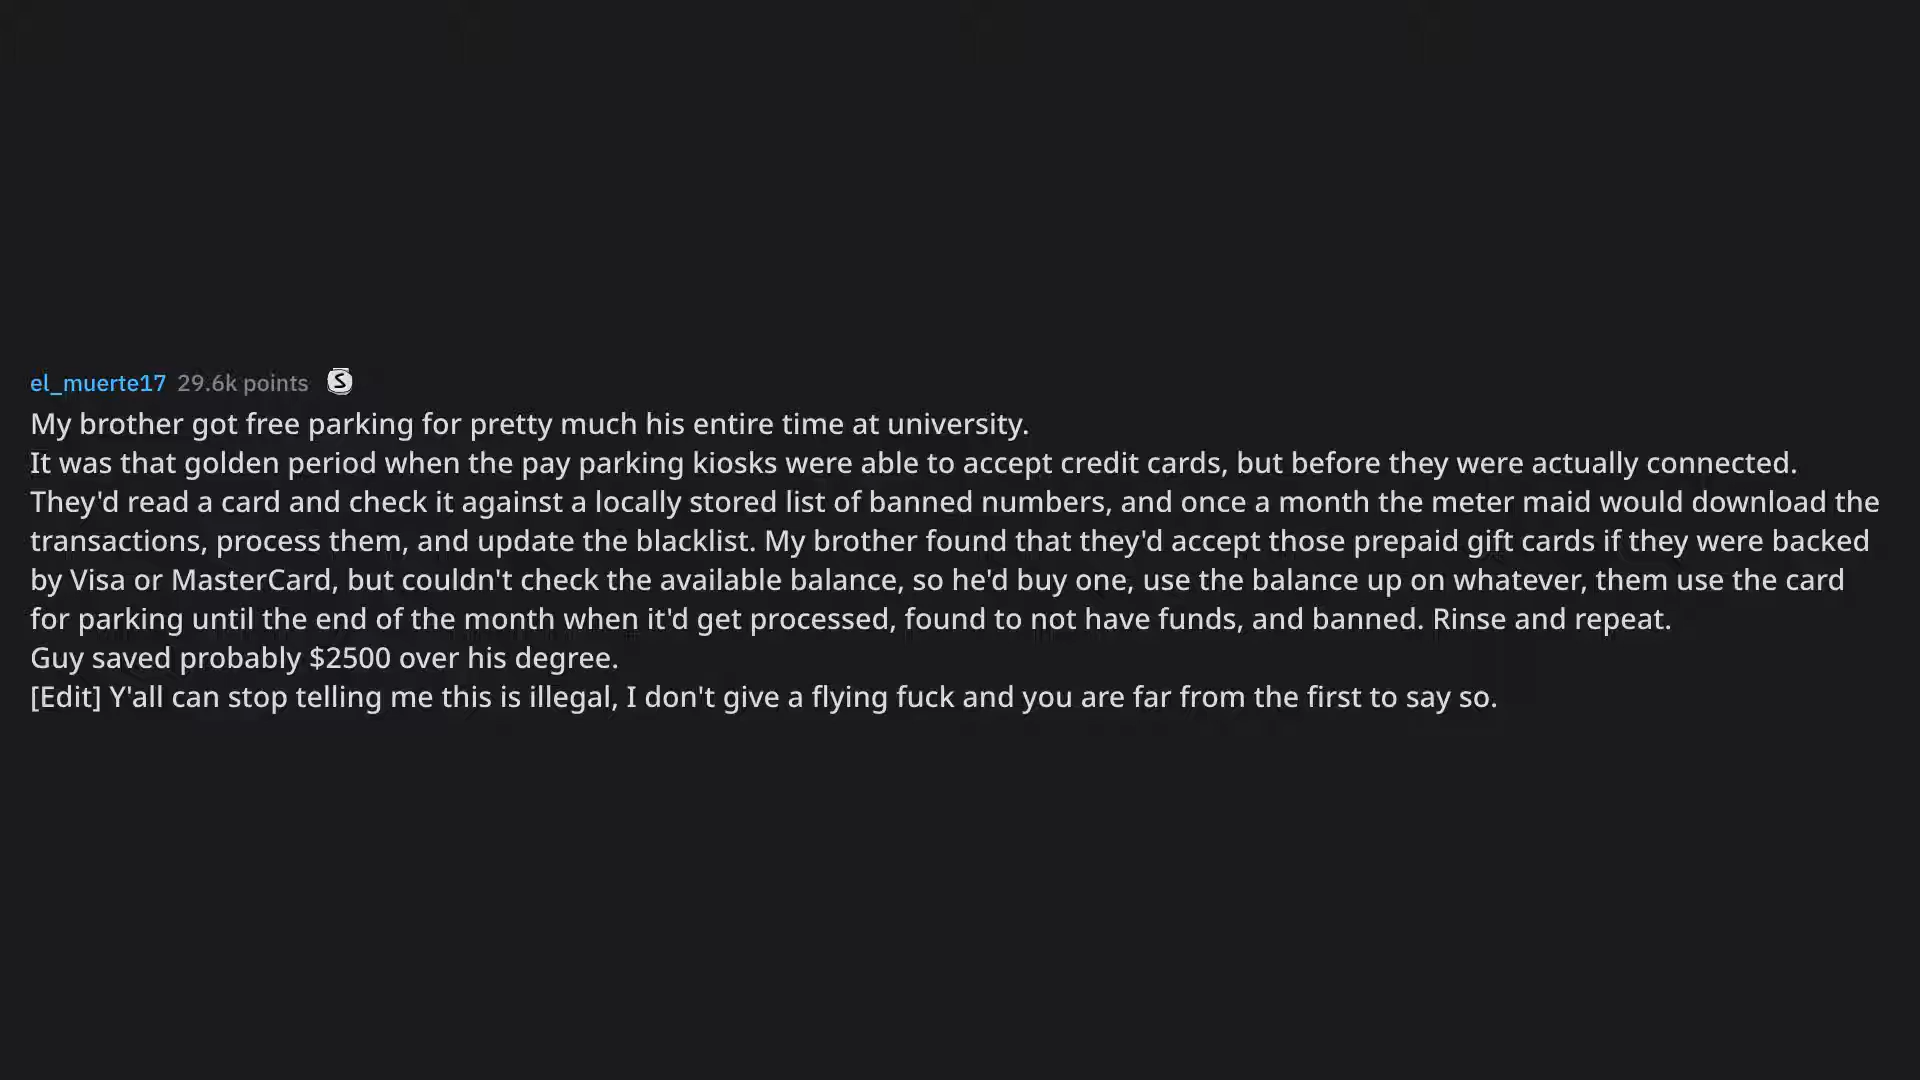 el_muerte17 29.6k points S
My brother got free parking for pretty much his entire time at university.
It was that golden period when the pay parking kiosks were able to accept credit cards, but before they were actually connected.
They'd read a card and check it against a locally stored list of banned numbers, and once a month the meter maid would download the
transactions, process them, and update the blacklist. My brother found that they'd accept those prepaid gift cards if they were backed
by Visa or MasterCard, but couldn't check the available balance, so he'd buy one, use the balance up on whatever, them use the card
for parking until the end of the month when it'd get processed, found to not have funds, and banned. Rinse and repeat.
Guy saved probably $2500 over his degree.
[Edit] Y'all can stop telling me this is illegal, I don't give a flying fuck and you are far from the first to say so.